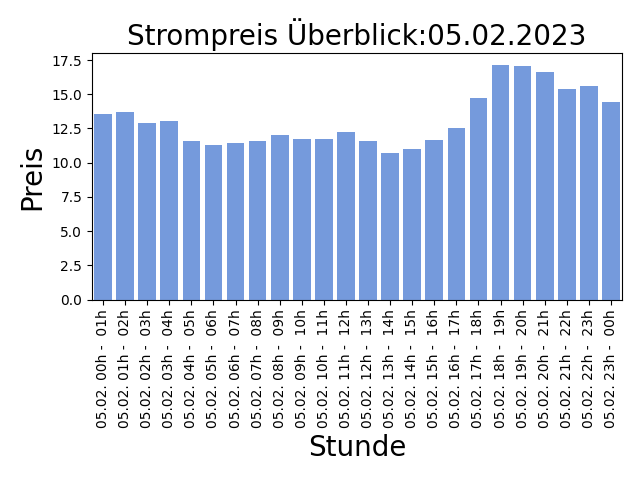 Strompreis Überblick:05.02.2023
Preis
17.5
15.0
12.5
10.0
7.5
5.0
2.5
0.0
05.02. 00h - 01h
05.02. 01h - 02h
05.02. 02h - 03h
05.02. 03h - 04h
05.02. 04h - 05h
05.02. 05h - 06h
05.02. 06h - 07h
05.02. 07h - 08h
05.02. 08h - 09h
05.02. 09h - 10h
05.02. 10h - 11h
05.02. 11h - 12h
05.02. 12h - 13h
05.02. 13h - 14h
05.02. 14h - 15h
05.02. 15h - 16h
05.02. 16h - 17h
05.02. 17h - 18h
05.02. 18h - 19h
05.02. 19h - 20h
05.02. 20h - 21h
05.02. 21h - 22h
05.02. 22h - 23h
05.02. 23h - 00h
Stunde